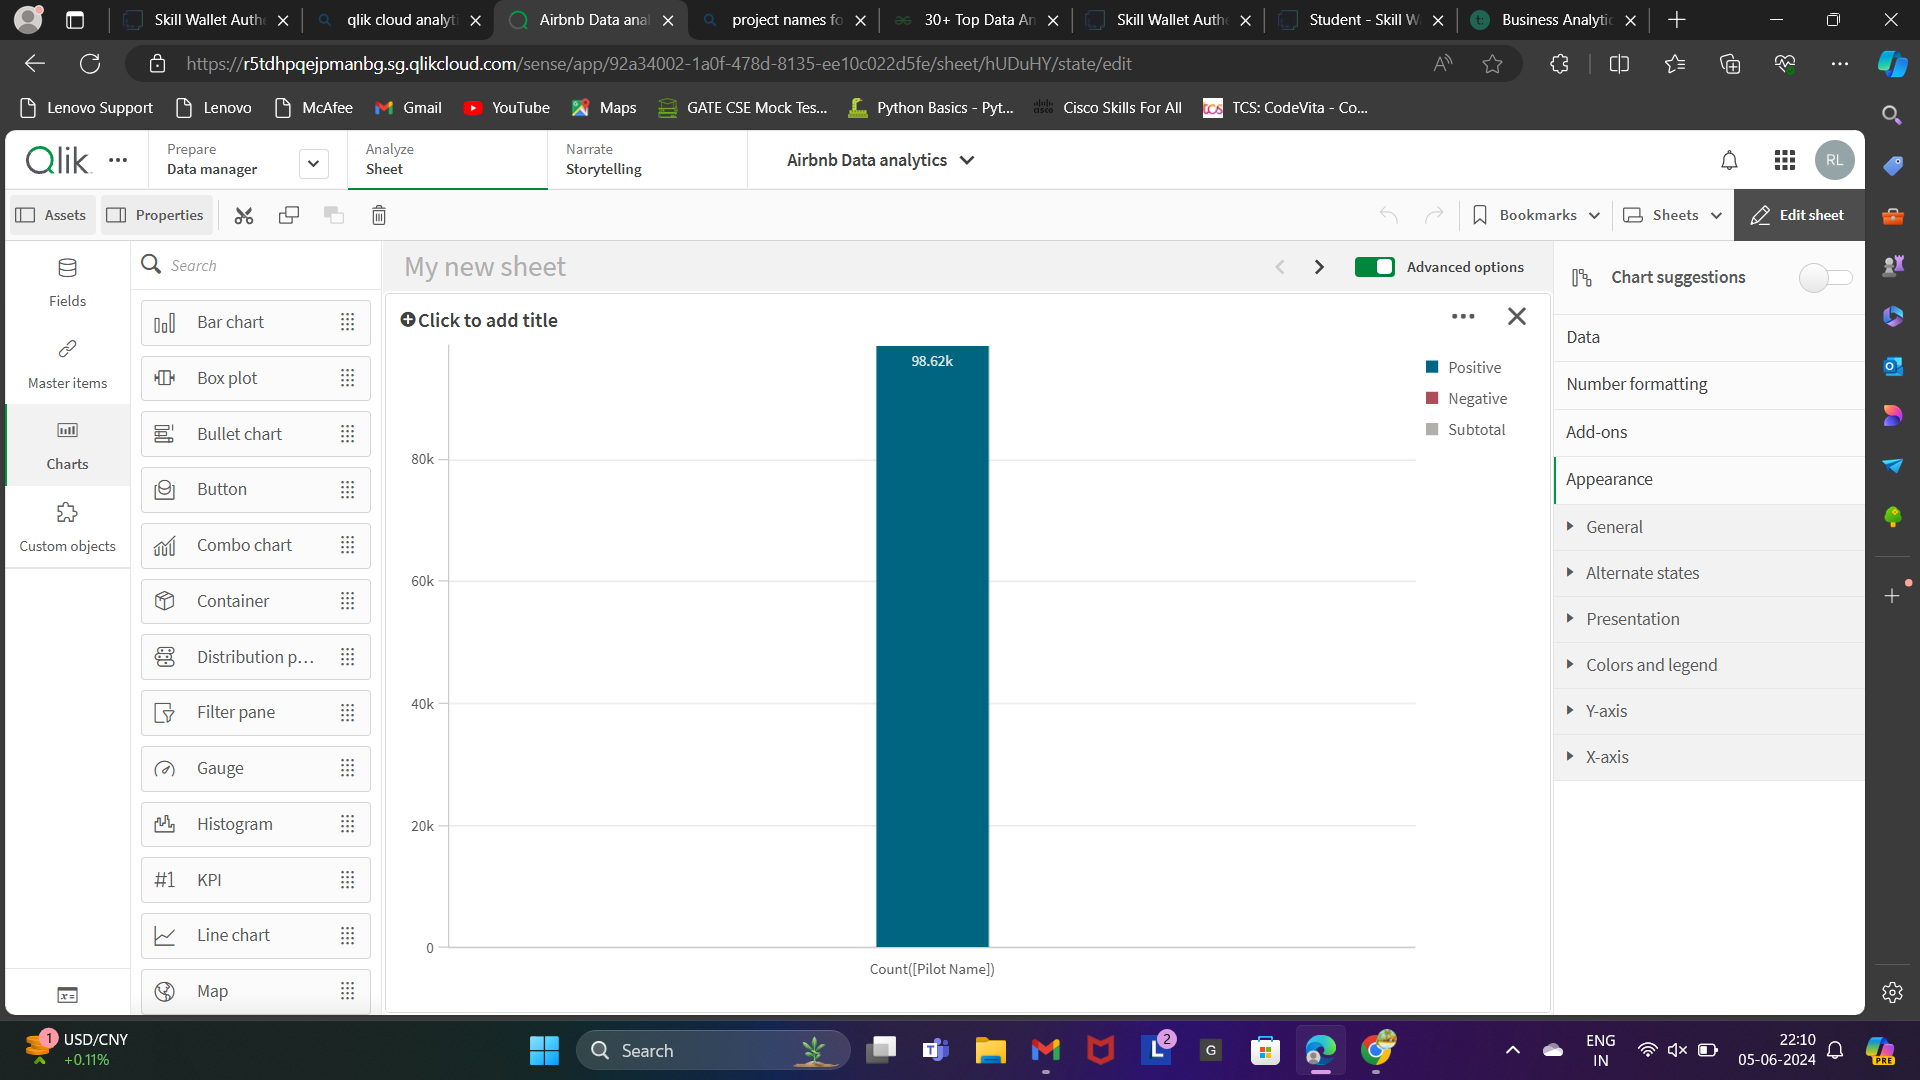 Skill Wallet Auth
qlik cloud analyti
Airbnb Data anal
project names fo
30+ Top Data An
Skill Wallet Authe
Student - Skill W
Business Analytic
https://r5tdhpqejpmanbg.sg.qlikcloud.com/sense/app/92a34002-1a0f-478d-8135-ee10c022d5fe/sheet/hUDuHY/state/edit
Lenovo Support
Lenovo
McAfee
Gmail
YouTube
Maps
GATE CSE Mock Tes...
Python Basics - Pyt...
Cisco Skills For All
TCS: CodeVita - Co...
Qlik
Prepare
Data manager
Analyze
Sheet
Narrate
Storytelling
Airbnb Data analytics
RL
Assets
Properties
Bookmarks
Sheets
Edit sheet
Fields
Master items
Charts
Custom objects
Search
Bar chart
Box plot
Bullet chart
Button
Combo chart
Container
Distribution p...
Filter pane
Gauge
Histogram
#1 KPI
Line chart
Map
My new sheet
Advanced options
Click to add title
98.62k
80k
60k
40k
20k
0
Count([Pilot Name])
Positive
Negative
Subtotal
Chart suggestions
Data
Number formatting
Add-ons
Appearance
General
Alternate states
Presentation
Colors and legend
Y-axis
X-axis
1
USD/CNY
+0.11%
Search
2
G
ENG
IN
22:10
05-06-2024
PRE